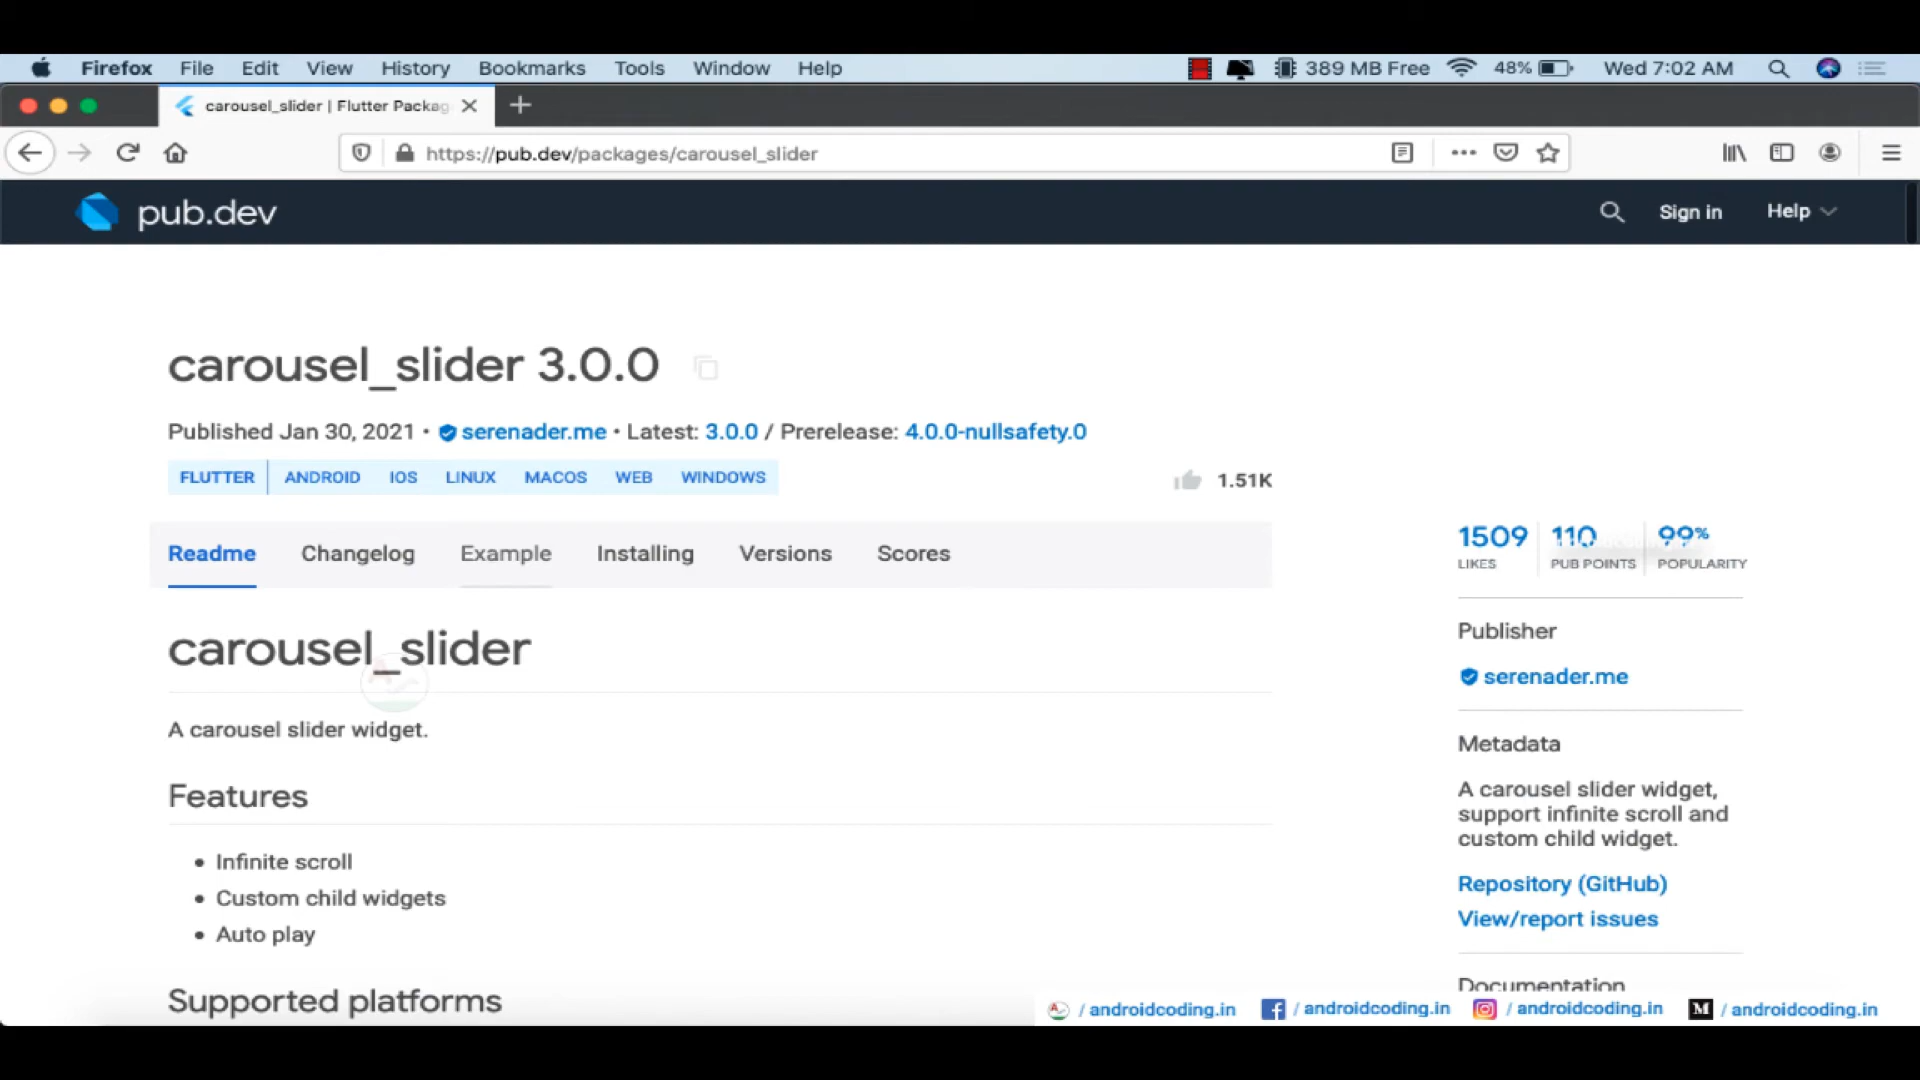 Firefox File Edit View History Bookmarks Tools Window Help 389 MB Free 48% Wed 7:02 AM
carousel_slider | Flutter Packag
https://pub.dev/packages/carousel_slider
pub.dev Sign in Help
carousel_slider 3.0.0
Published Jan 30, 2021 • serenader.me • Latest: 3.0.0 / Prerelease: 4.0.0-nullsafety.0
FLUTTER ANDROID IOS LINUX MACOS WEB WINDOWS 1.51K
Readme Changelog Example Installing Versions Scores
carousel_slider
A carousel slider widget.
Features
• Infinite scroll
• Custom child widgets
• Auto play
Supported platforms
1509 110 99%
LIKES PUB POINTS POPULARITY
Publisher
serenader.me
Metadata
A carousel slider widget,
support infinite scroll and
custom child widget.
Repository (GitHub)
View/report issues
Documentation
/ androidcoding.in / androidcoding.in / androidcoding.in M / androidcoding.in